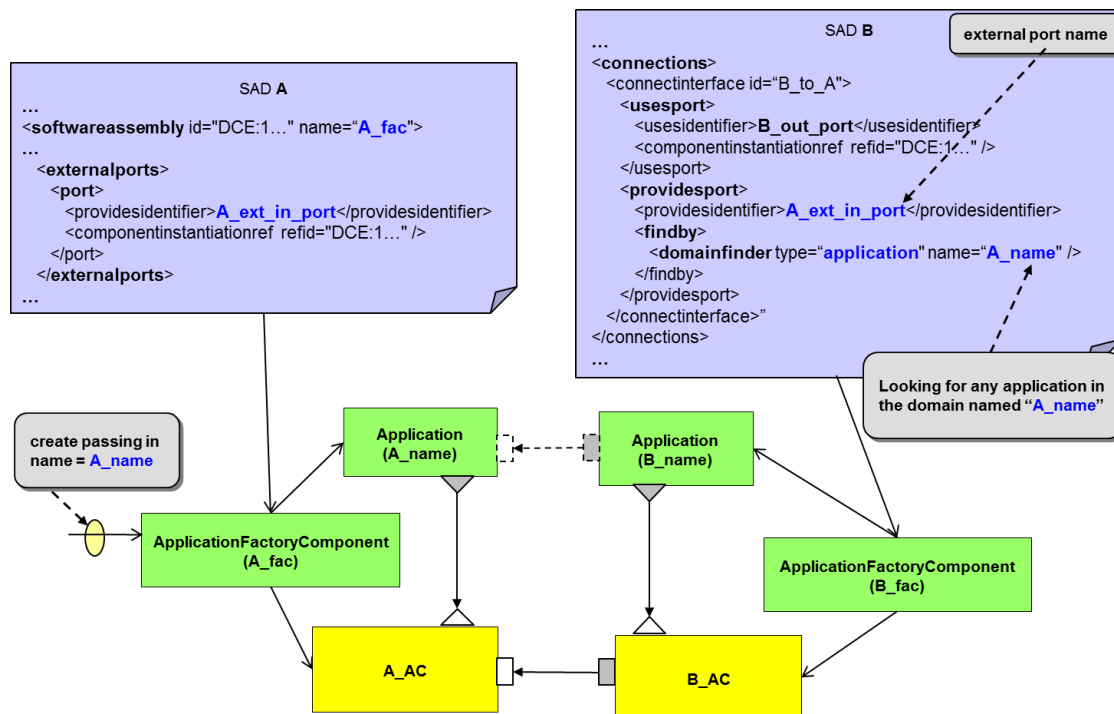 SAD A
...
<softwareassembly id="DCE:1…" name=“A_fac">
...
<externalports>
<port>
<providesidentifier>A_ext_in_port</providesidentifier>
<componentinstantiationref refid="DCE:1…" />
</port>
</externalports>
...
SAD B
...
<connections>
<connectinterface id=“B_to_A">
<usesport>
<usesidentifier>B_out_port</usesidentifier>
<componentinstantiationref refid="DCE:1…" />
</usesport>
<providesport>
<providesidentifier>A_ext_in_port</providesidentifier>
<findby>
<domainfinder type=“application" name=“A_name" />
</findby>
</providesport>
</connectinterface>”
</connections>
...
external port name
Looking for any application in
the domain named “A_name”
create passing in
name = A_name
Application
(A_name)
Application
(B_name)
ApplicationFactoryComponent
(A_fac)
ApplicationFactoryComponent
(B_fac)
A_AC
B_AC